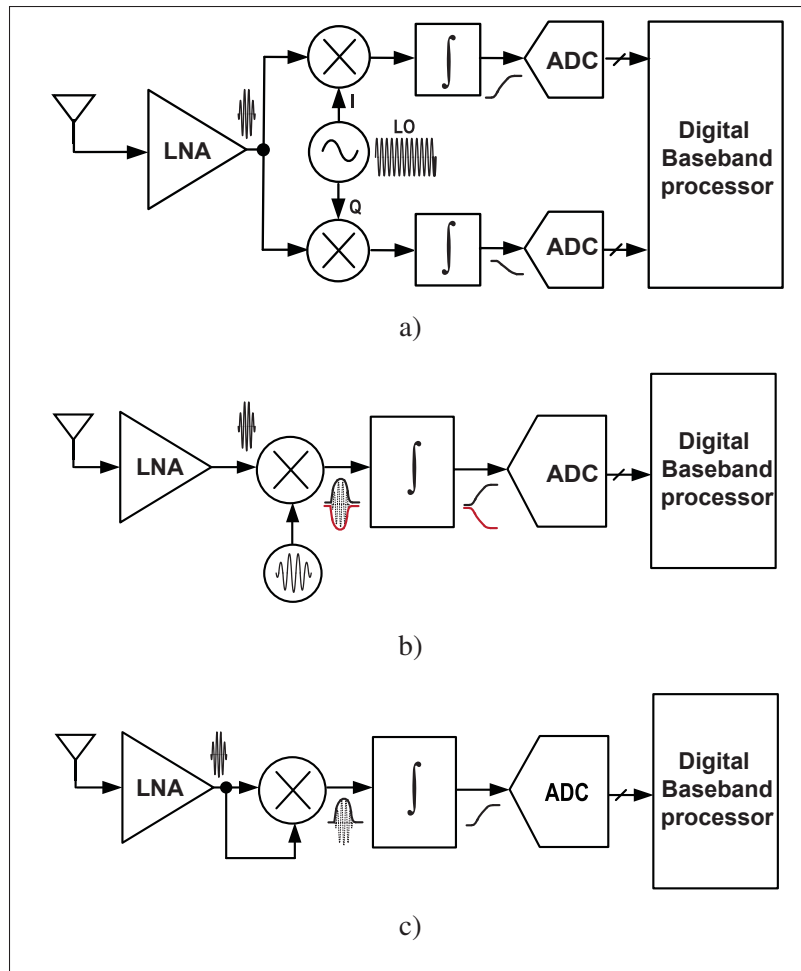 LNA
I
LO
Q
∫
ADC
∫
ADC
Digital
Baseband
processor
a)
LNA
∫
ADC
Digital
Baseband
processor
b)
LNA
∫
ADC
Digital
Baseband
processor
c)